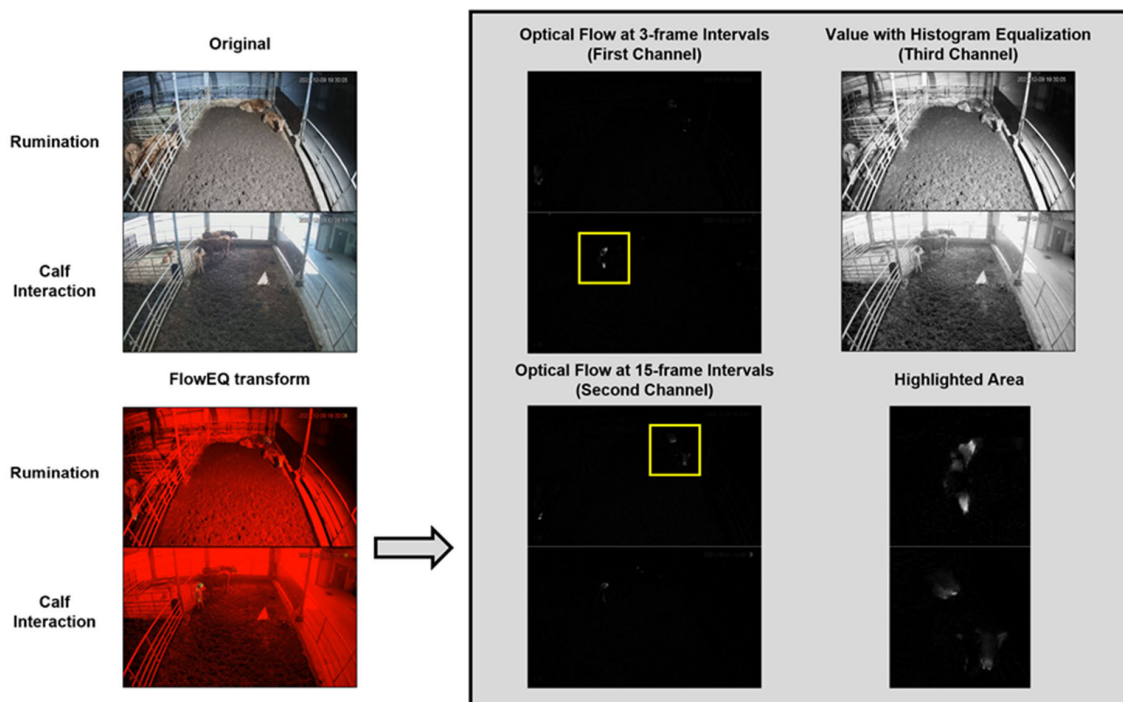 Original
Rumination
Calf
Interaction
FlowEQ transform
Rumination
Calf
Interaction
Optical Flow at 3-frame Intervals
(First Channel)
Value with Histogram Equalization
(Third Channel)
Optical Flow at 15-frame Intervals
(Second Channel)
Highlighted Area